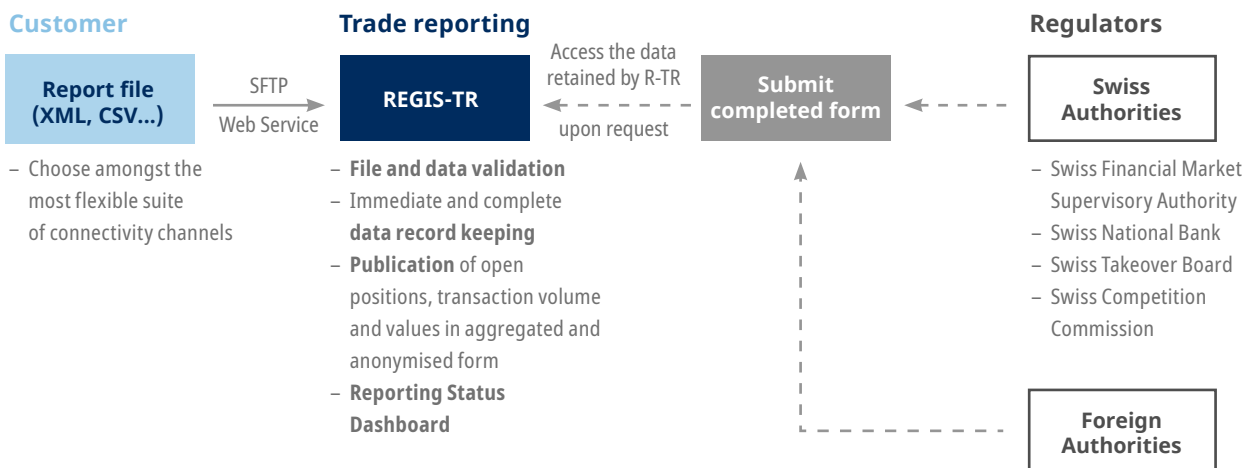 Customer
Report file
(XML, CSV...)
– Choose amongst the
most flexible suite
of connectivity channels
SFTP
Web Service
Trade reporting
REGIS-TR
– File and data validation
– Immediate and complete
data record keeping
– Publication of open
positions, transaction volume
and values in aggregated and
anonymised form
– Reporting Status
Dashboard
Access the data
retained by R-TR
upon request
Submit
completed form
Regulators
Swiss
Authorities
– Swiss Financial Market
Supervisory Authority
– Swiss National Bank
– Swiss Takeover Board
– Swiss Competition
Commission
Foreign
Authorities